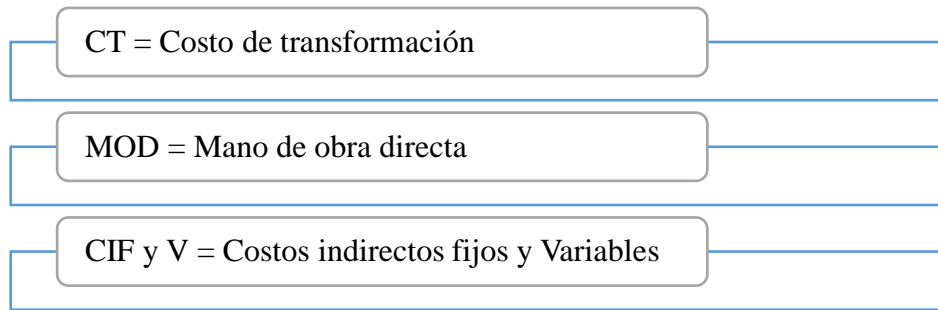 CT = Costo de transformación
MOD = Mano de obra directa
CIF y V = Costos indirectos fijos y Variables